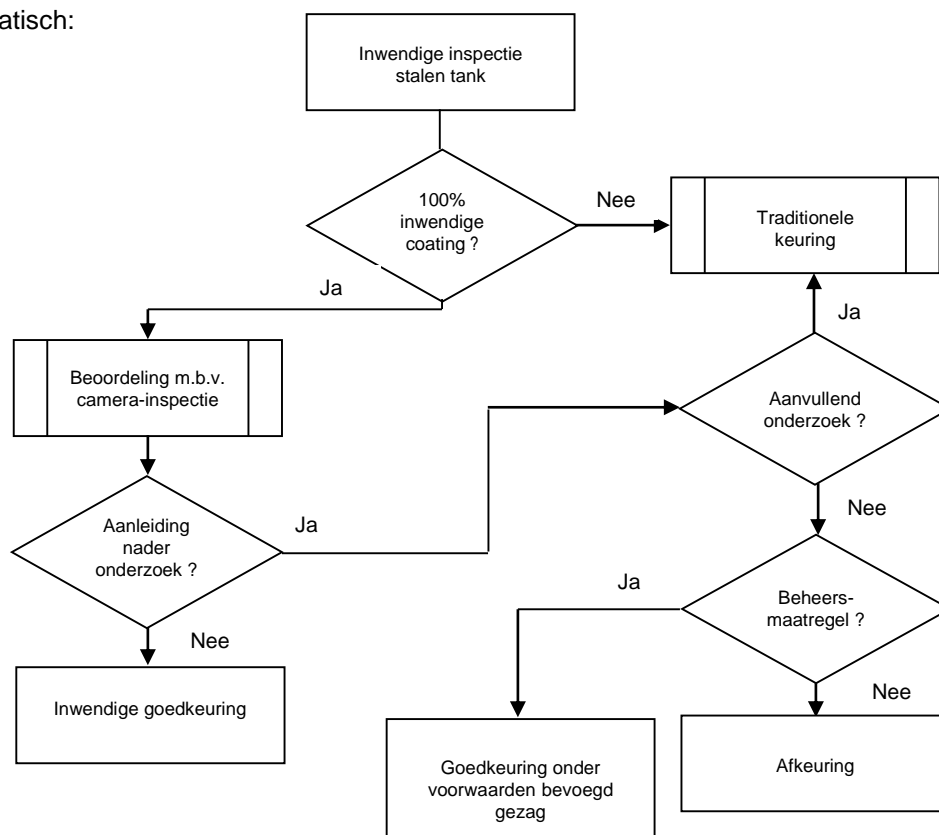 atisch:
Inwendige inspectie
stalen tank
100%
inwendige
coating ?
Nee
Traditionele
keuring
Ja
Ja
Beoordeling m.b.v.
camera-inspectie
Aanvullend
onderzoek ?
Aanleiding
nader
onderzoek ?
Ja
Nee
Ja
Beheers-
maatregel ?
Nee
Inwendige goedkeuring
Nee
Goedkeuring onder
voorwaarden bevoegd
gezag
Afkeuring